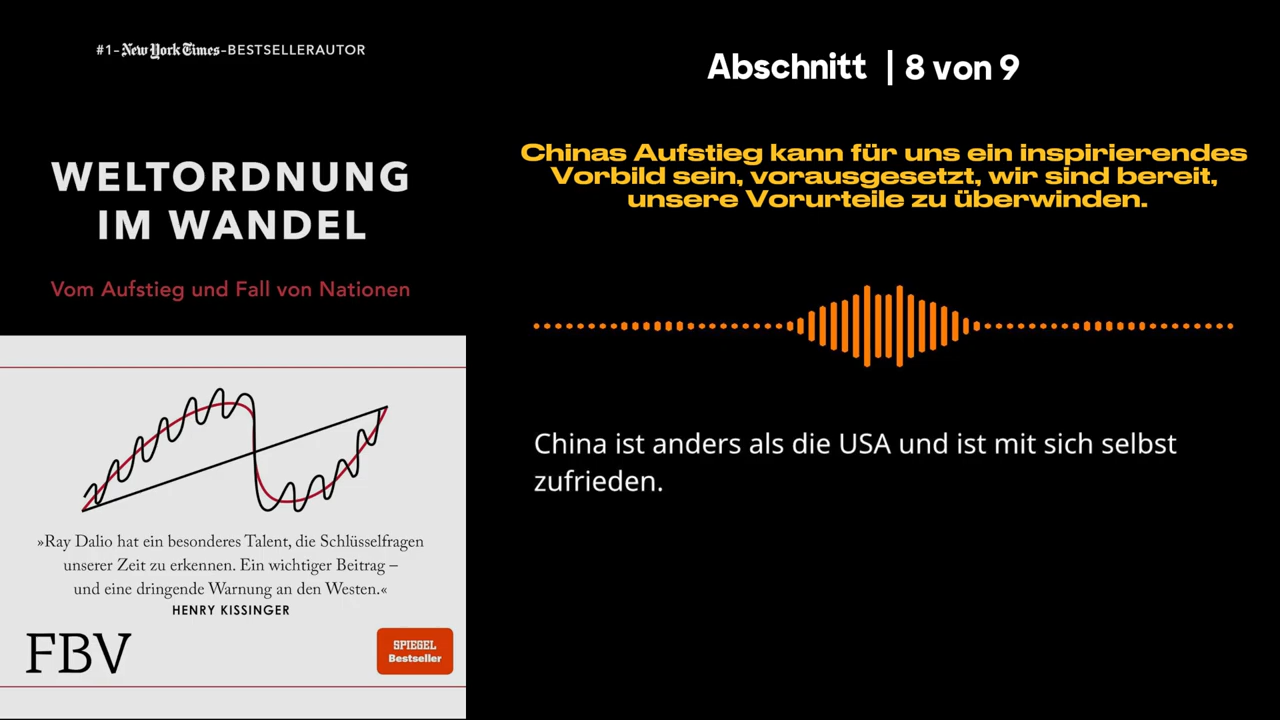 #1-New York Times-BESTSELLERAUTOR
WELTORDNUNG
IM WANDEL
Vom Aufstieg und Fall von Nationen
»Ray Dalio hat ein besonderes Talent, die Schlüsselfragen
unserer Zeit zu erkennen. Ein wichtiger Beitrag –
und eine dringende Warnung an den Westen.«
HENRY KISSINGER
FBV
SPIEGEL
Bestseller
Abschnitt | 8 von 9
Chinas Aufstieg kann für uns ein inspirierendes
Vorbild sein, vorausgesetzt, wir sind bereit,
unsere Vorurteile zu überwinden.
China ist anders als die USA und ist mit sich selbst
zufrieden.